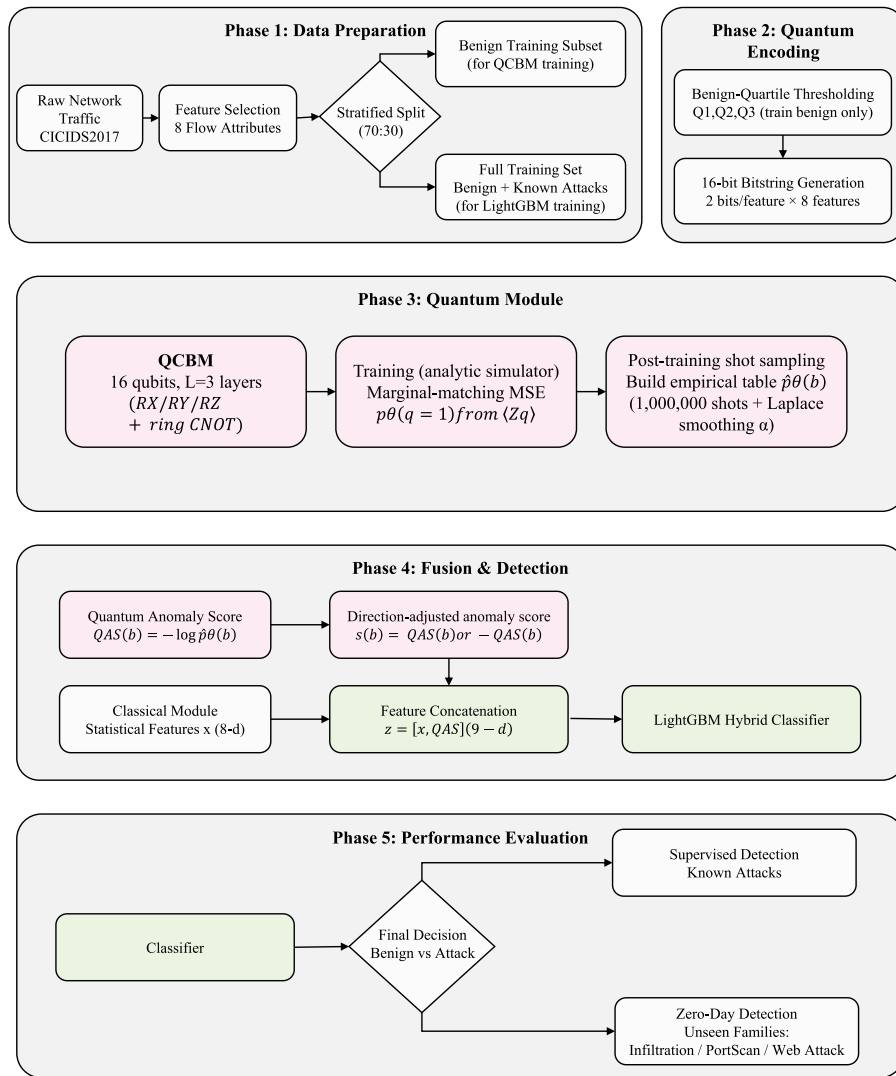 Phase 1: Data Preparation
Raw Network
Traffic
CICIDS2017
Feature Selection
8 Flow Attributes
Stratified Split
(70:30)
Benign Training Subset
(for QCBM training)
Full Training Set
Benign + Known Attacks
(for LightGBM training)
Phase 2: Quantum
Encoding
Benign-Quartile Thresholding
Q1,Q2,Q3 (train benign only)
16-bit Bitstring Generation
2 bits/feature × 8 features
Phase 3: Quantum Module
QCBM
16 qubits, L=3 layers
(RX/RY/RZ
+ ring CNOT)
Training (analytic simulator)
Marginal-matching MSE
pθ(q = 1)from ⟨Zq⟩
Post-training shot sampling
Build empirical table p̂θ(b)
(1,000,000 shots + Laplace
smoothing α)
Phase 4: Fusion & Detection
Quantum Anomaly Score
QAS(b) = −log p̂θ(b)
Direction-adjusted anomaly score
s(b) = QAS(b)or − QAS(b)
Classical Module
Statistical Features x (8-d)
Feature Concatenation
z = [x, QAS](9 − d)
LightGBM Hybrid Classifier
Phase 5: Performance Evaluation
Classifier
Final Decision
Benign vs Attack
Supervised Detection
Known Attacks
Zero-Day Detection
Unseen Families:
Infiltration / PortScan / Web Attack